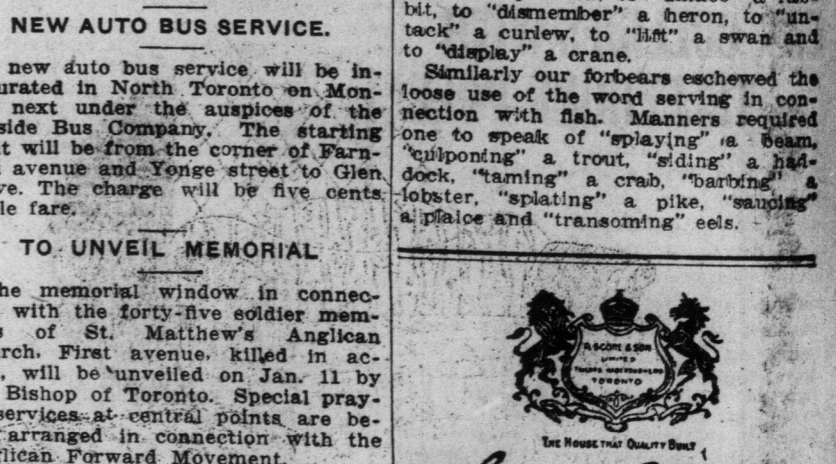 NEW AUTO BUS SERVICE.
new auto bus service will be in-
urated in North Toronto on Mon-
next under the auspices of the
side Bus Company. The starting
t will be from the corner of Farn-
avenue and Yonge street to Glen
ve. The charge will be five cents
le fare.
TO UNVEIL MEMORIAL
he memorial window in connec-
with the forty-five soldier mem-
s of St. Matthew's Anglican
rch, First avenue, killed in ac-
, will be unveiled on Jan. 11 by
Bishop of Toronto. Special pray-
services at central points are be-
arranged in connection with the
lican Forward Movement.
bit, to "dismember" a heron, to "un-
tack" a curlew, to "lift" a swan and
to "display" a crane.
Similarly our forbears eschewed the
loose use of the word serving in con-
nection with fish. Manners required
one to speak of "splaying" a beam,
"culponing" a trout, "siding" a had-
dock, "taming" a crab, "barbing" a
lobster, "splating" a pike, "saucing"
a plaice and "transoming" eels.
R. SCORE & SON
LIMITED
TAILORS
TORONTO
THE HOUSE THAT QUALITY BUILT